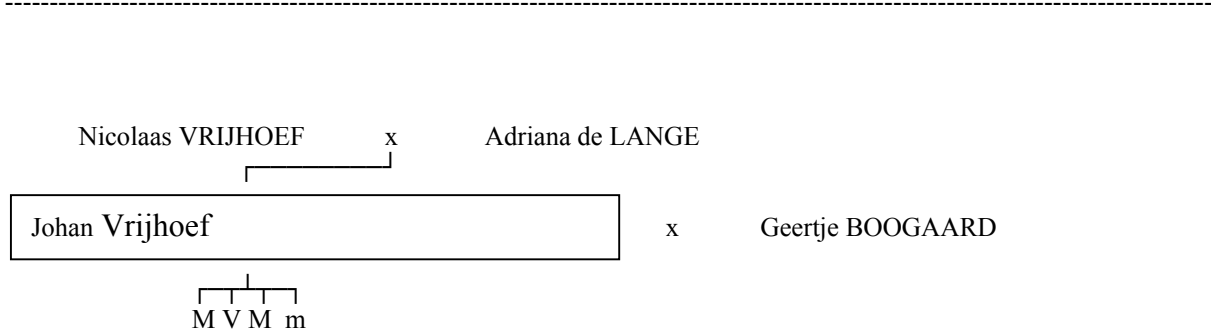 Nicolaas VRIJHOEF x Adriana de LANGE
Johan Vrijhoef x Geertje BOOGAARD
M V M m